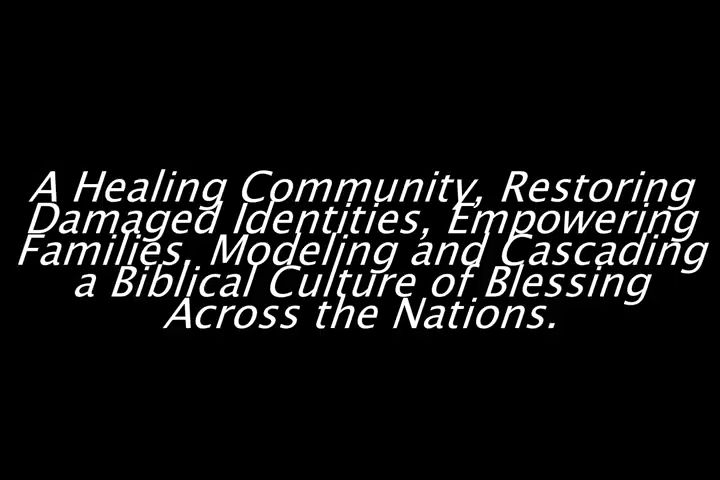 A Healing Community, Restoring
Damaged Identities, Empowering
Families, Modeling and Cascading
a Biblical Culture of Blessing
Across the Nations.